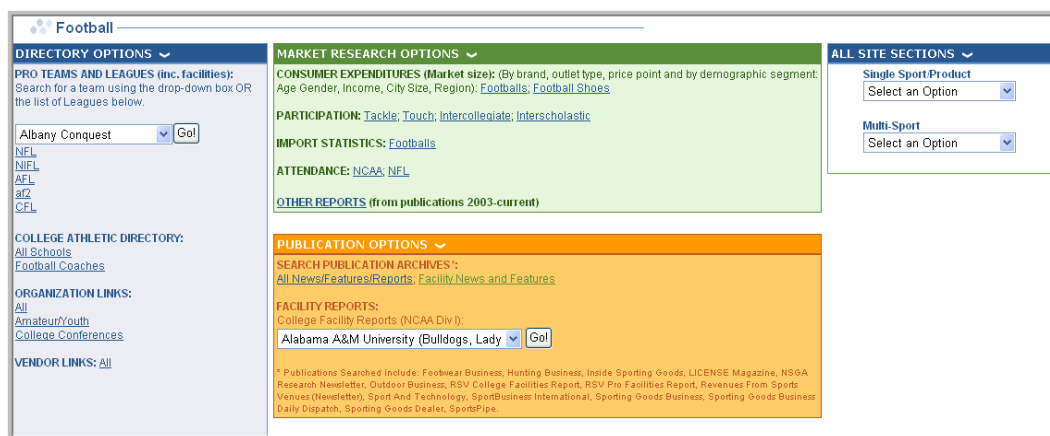 Football
DIRECTORY OPTIONS
PRO TEAMS AND LEAGUES (inc. facilities):
Search for a team using the drop-down box OR
the list of Leagues below.
Albany Conquest
Go!
NFL
NIFL
AFL
af2
CFL
COLLEGE ATHLETIC DIRECTORY:
All Schools
Football Coaches
ORGANIZATION LINKS:
All
Amateur/Youth
College Conferences
VENDOR LINKS: All
MARKET RESEARCH OPTIONS
CONSUMER EXPENDITURES (Market size): (By brand, outlet type, price point and by demographic segment:
Age Gender, Income, City Size, Region): Footballs; Football Shoes
PARTICIPATION: Tackle; Touch; Intercollegiate; Interscholastic
IMPORT STATISTICS: Footballs
ATTENDANCE: NCAA; NFL
OTHER REPORTS (from publications 2003-current)
PUBLICATION OPTIONS
SEARCH PUBLICATION ARCHIVES*:
All News/Features/Reports; Facility News and Features
FACILITY REPORTS:
College Facility Reports (NCAA Div I):
Alabama A&M University (Bulldogs, Lady
Go!
* Publications Searched include: Footwear Business, Hunting Business, Inside Sporting Goods, LICENSE Magazine, NSGA
Research Newsletter, Outdoor Business, RSV College Facilities Report, RSV Pro Facilities Report, Revenues From Sports
Venues (Newsletter), Sport And Technology, SportBusiness International, Sporting Goods Business, Sporting Goods Business
Daily Dispatch, Sporting Goods Dealer, SportsPipe.
ALL SITE SECTIONS
Single Sport/Product
Select an Option
Multi-Sport
Select an Option